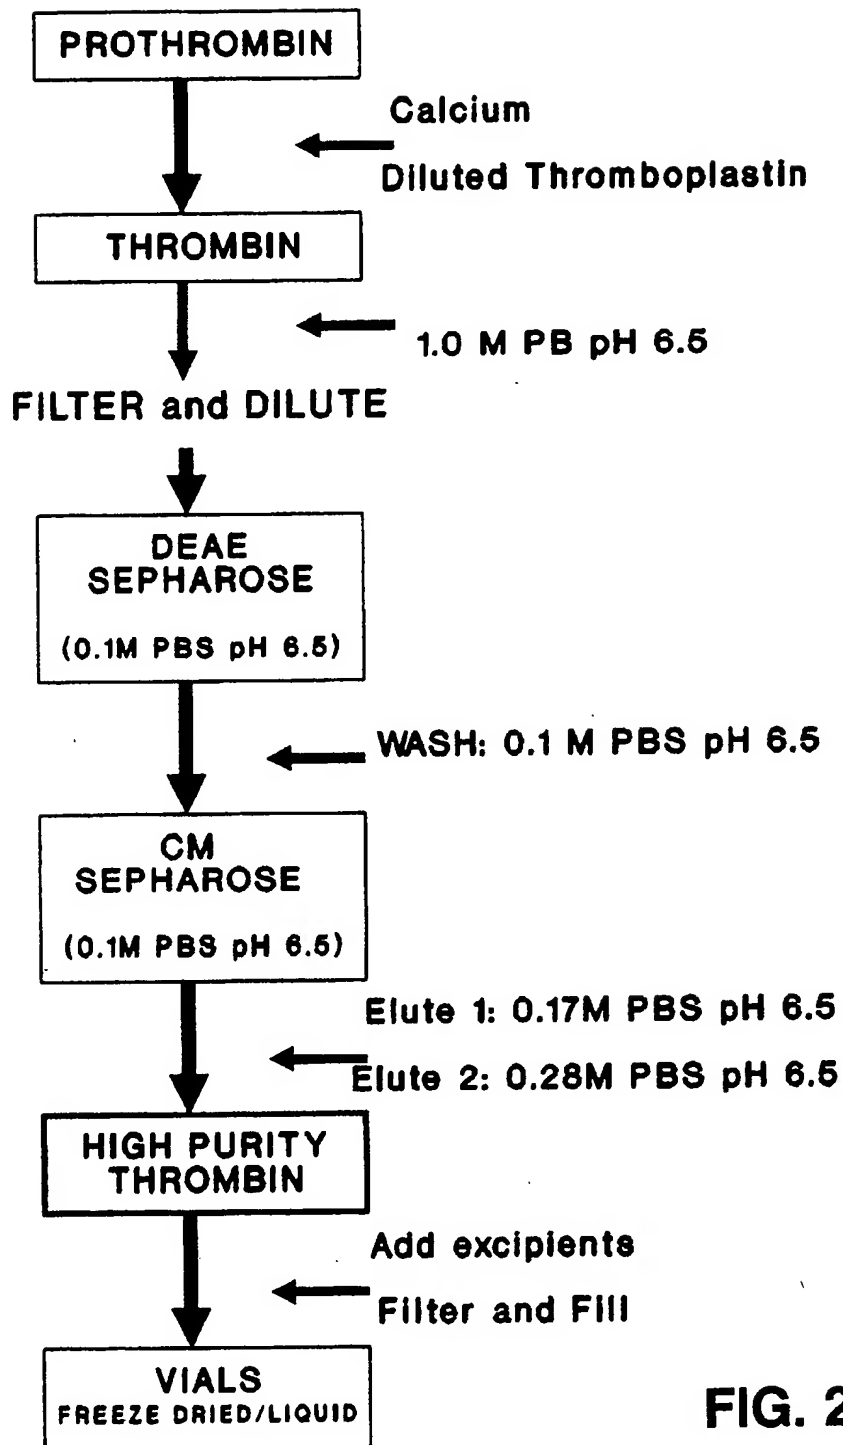 PROTHROMBIN
Calcium
Diluted Thromboplastin
THROMBIN
1.0 M PB pH 6.5
FILTER and DILUTE
DEAE
SEPHAROSE
(0.1M PBS pH 6.5)
WASH: 0.1 M PBS pH 6.5
CM
SEPHAROSE
(0.1M PBS pH 6.5)
Elute 1: 0.17M PBS pH 6.5
Elute 2: 0.28M PBS pH 6.5
HIGH PURITY
THROMBIN
Add excipients
Filter and Fill
VIALS
FREEZE DRIED/LIQUID
FIG. 2